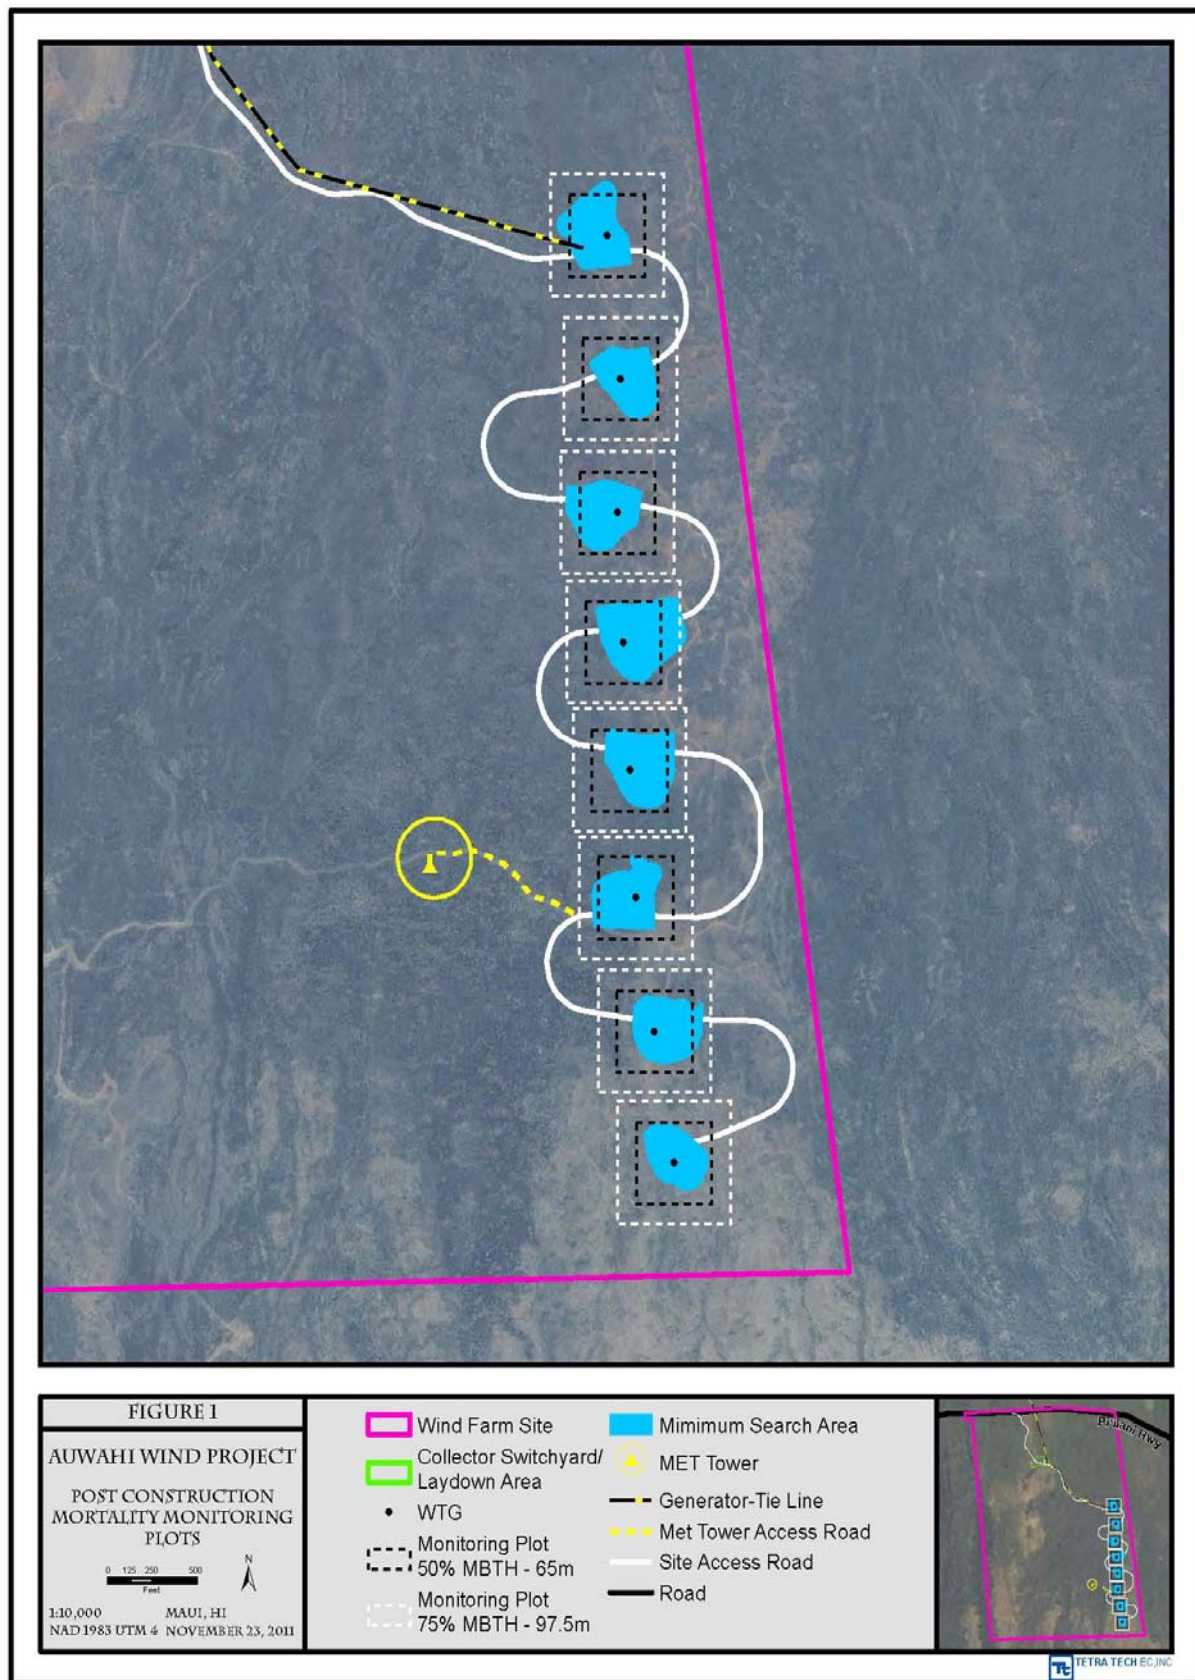 FIGURE 1
AUWAHI WIND PROJECT
POST CONSTRUCTION
MORTALITY MONITORING
PLOTS
0 125 250 500
Feet
N
1:10,000 MAUI, HI
NAD 1983 UTM 4 NOVEMBER 23, 2011
Wind Farm Site
Collector Switchyard/
Laydown Area
WTG
Monitoring Plot
50% MBTH - 65m
Monitoring Plot
75% MBTH - 97.5m
Minimum Search Area
MET Tower
Generator-Tie Line
Met Tower Access Road
Site Access Road
Road
Piilani Hwy
TETRA TECH EC,INC